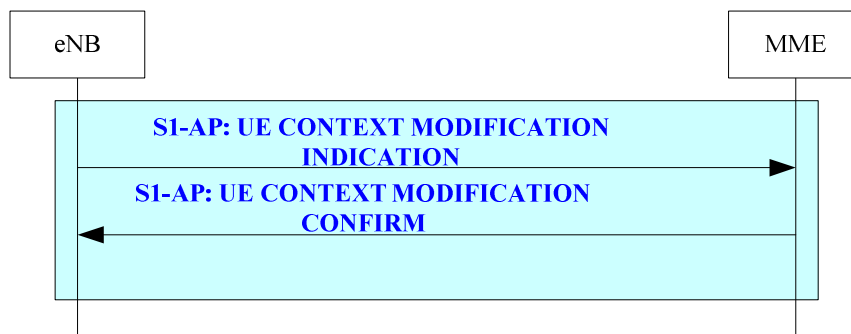 eNB
MME
S1-AP: UE CONTEXT MODIFICATION
INDICATION
S1-AP: UE CONTEXT MODIFICATION
CONFIRM